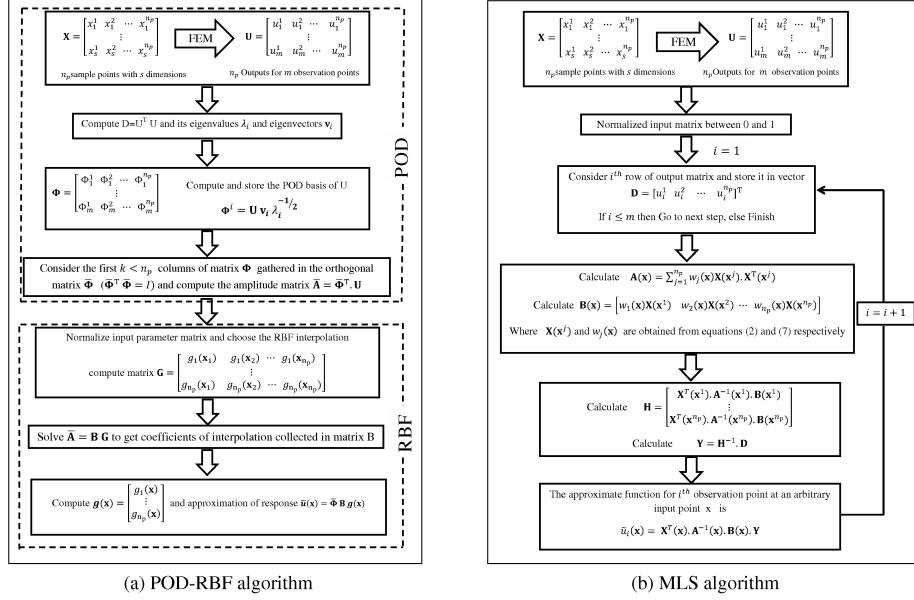 X = [x_1^1 x_1^2 ⋯ x_1^{n_p} ⋮ x_s^1 x_s^2 ⋯ x_s^{n_p}] FEM U = [u_1^1 u_1^2 ⋯ u_1^{n_p} ⋮ u_m^1 u_m^2 ⋯ u_m^{n_p}]
n_p sample points with s dimensions n_p Outputs for m observation points
Compute D=U^T U and its eigenvalues λ_i and eigenvectors v_i
Φ = [Φ_1^1 Φ_1^2 ⋯ Φ_1^{n_p} ⋮ Φ_m^1 Φ_m^2 ⋯ Φ_m^{n_p}]
Compute and store the POD basis of U
Φ^i = U v_i λ_i^{-1/2}
Consider the first k < n_p columns of matrix Φ gathered in the orthogonal
matrix Φ̄ (Φ̄^T Φ̄ = I) and compute the amplitude matrix Ā = Φ̄^T. U
POD
Normalize input parameter matrix and choose the RBF interpolation
compute matrix G = [g_1(x_1) g_1(x_2) ⋯ g_1(x_{n_p}) ⋮ g_{n_p}(x_1) g_{n_p}(x_2) ⋯ g_{n_p}(x_{n_p})]
Solve Ā = B G to get coefficients of interpolation collected in matrix B
Compute g(x) = [g_1(x) ⋮ g_{n_p}(x)] and approximation of response ũ(x) = Φ̄ B g(x)
RBF
(a) POD-RBF algorithm
X = [x_1^1 x_1^2 ⋯ x_1^{n_p} ⋮ x_s^1 x_s^2 ⋯ x_s^{n_p}] FEM U = [u_1^1 u_1^2 ⋯ u_1^{n_p} ⋮ u_m^1 u_m^2 ⋯ u_m^{n_p}]
n_p sample points with s dimensions n_p Outputs for m observation points
Normalized input matrix between 0 and 1
i = 1
Consider i^{th} row of output matrix and store it in vector
D = [u_i^1 u_i^2 ⋯ u_i^{n_p}]^T
If i ≤ m then Go to next step, else Finish
Calculate A(x) = ∑_{j=1}^{n_p} w_j(x)X(x^j). X^T(x^j)
Calculate B(x) = [w_1(x)X(x^1) w_2(x)X(x^2) ⋯ w_{n_p}(x)X(x^{n_p})]
Where X(x^j) and w_j(x) are obtained from equations (2) and (7) respectively
i = i + 1
Calculate H = [X^T(x^1). A^{-1}(x^1). B(x^1) ⋮ X^T(x^{n_p}). A^{-1}(x^{n_p}). B(x^{n_p})]
Calculate Y = H^{-1}. D
The approximate function for i^{th} observation point at an arbitrary
input point x is
ũ_i(x) = X^T(x). A^{-1}(x). B(x). Y
(b) MLS algorithm